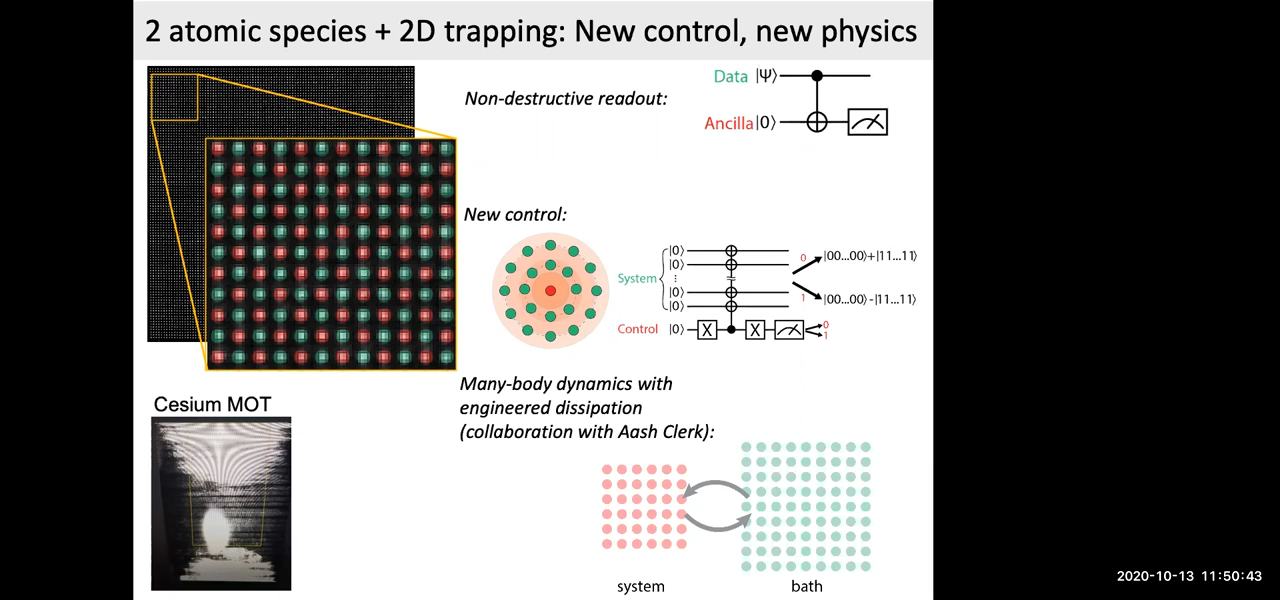 2 atomic species + 2D trapping: New control, new physics
Non-destructive readout:
Data |Ψ⟩
Ancilla |0⟩
New control:
System
|0⟩
|0⟩
⋮
|0⟩
|0⟩
0
|00...00⟩+|11...11⟩
1
|00...00⟩-|11...11⟩
Control |0⟩ X X
0
1
Many-body dynamics with
engineered dissipation
(collaboration with Aash Clerk):
Cesium MOT
system
bath
2020-10-13 11:50:43